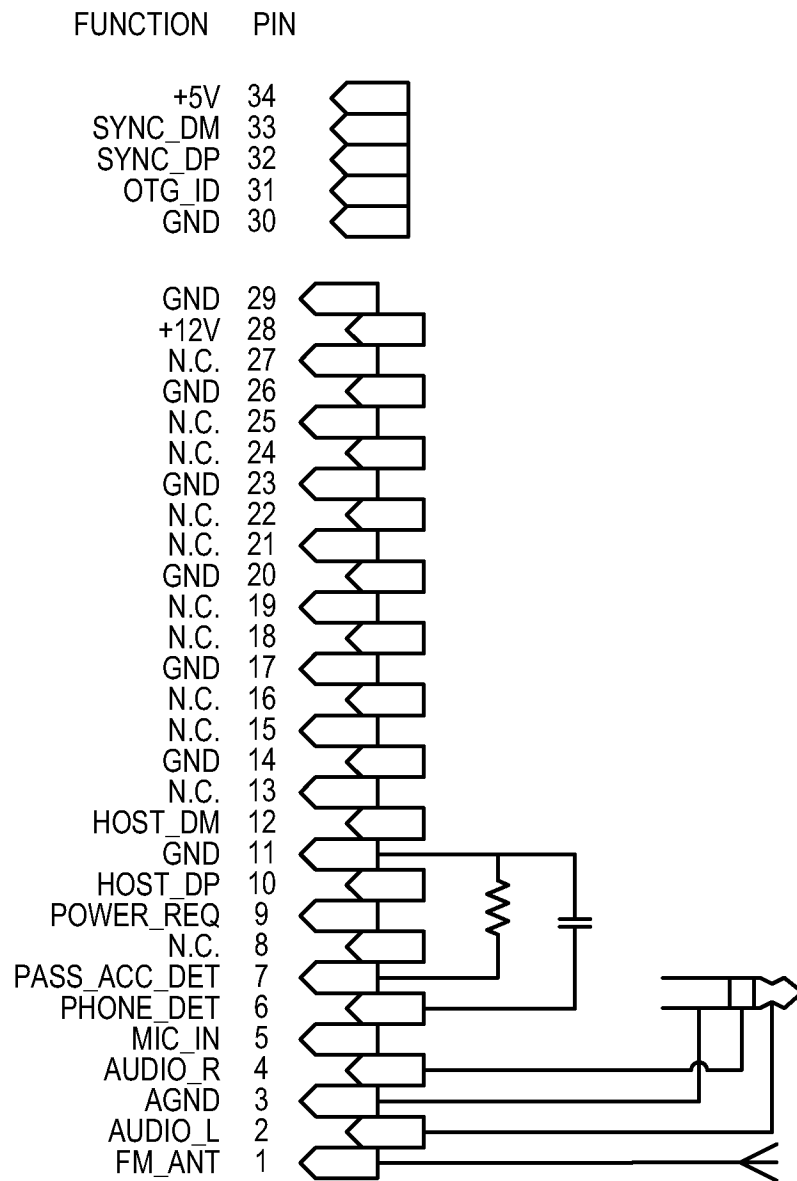 FUNCTION PIN
+5V 34
SYNC_DM 33
SYNC_DP 32
OTG_ID 31
GND 30
GND 29
+12V 28
N.C. 27
GND 26
N.C. 25
N.C. 24
GND 23
N.C. 22
N.C. 21
GND 20
N.C. 19
N.C. 18
GND 17
N.C. 16
N.C. 15
GND 14
N.C. 13
HOST_DM 12
GND 11
HOST_DP 10
POWER_REQ 9
N.C. 8
PASS_ACC_DET 7
PHONE_DET 6
MIC_IN 5
AUDIO_R 4
AGND 3
AUDIO_L 2
FM_ANT 1